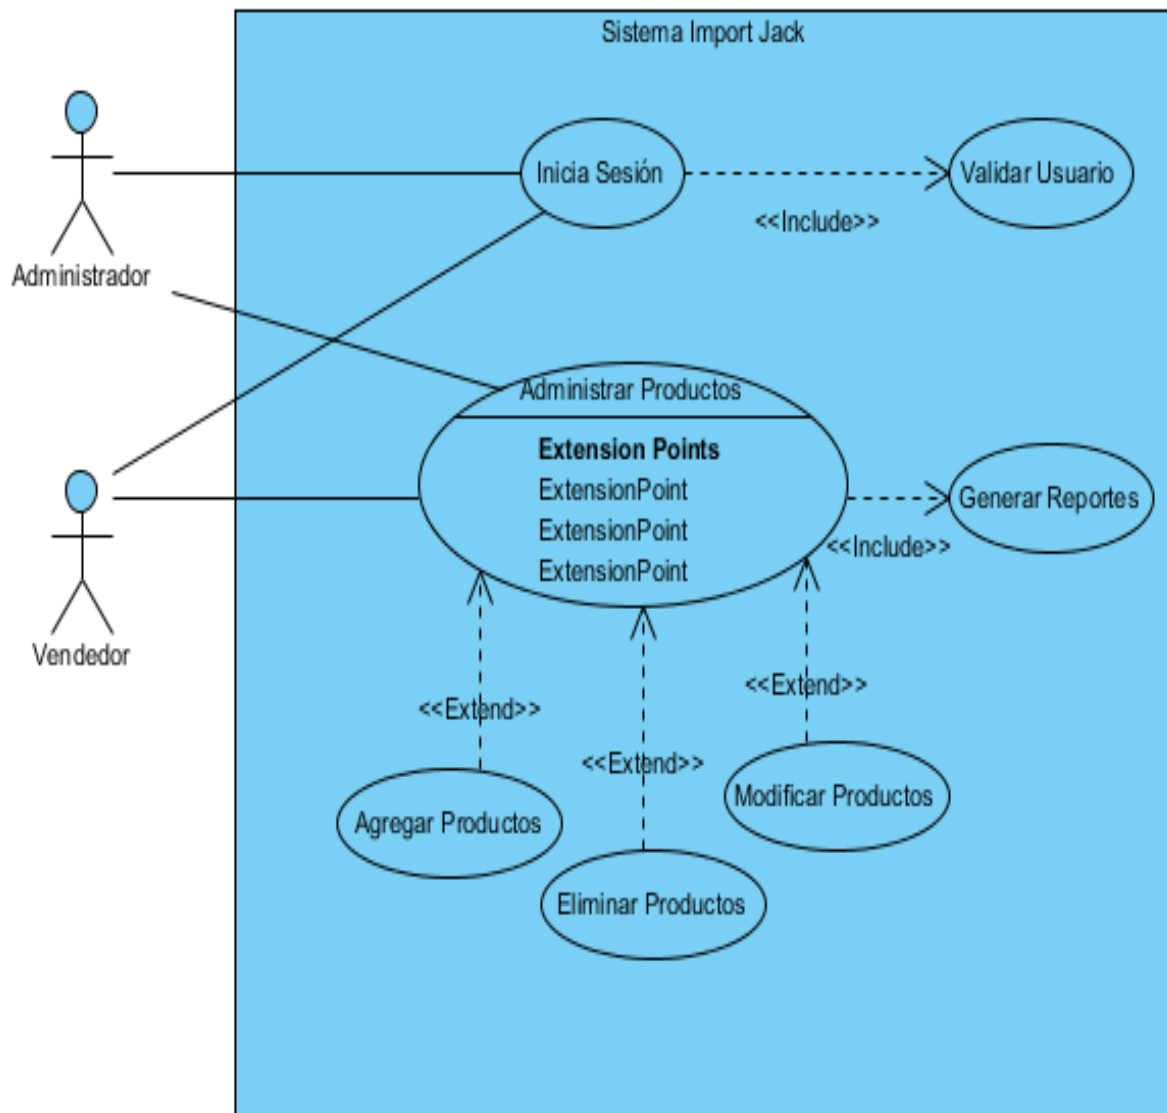 Sistema Import Jack
Inicia Sesión
Validar Usuario
<<Include>>
Administrador
Administrar Productos
Extension Points
ExtensionPoint
ExtensionPoint
ExtensionPoint
Generar Reportes
<<Include>>
Vendedor
<<Extend>>
<<Extend>>
<<Extend>>
Agregar Productos
Modificar Productos
Eliminar Productos